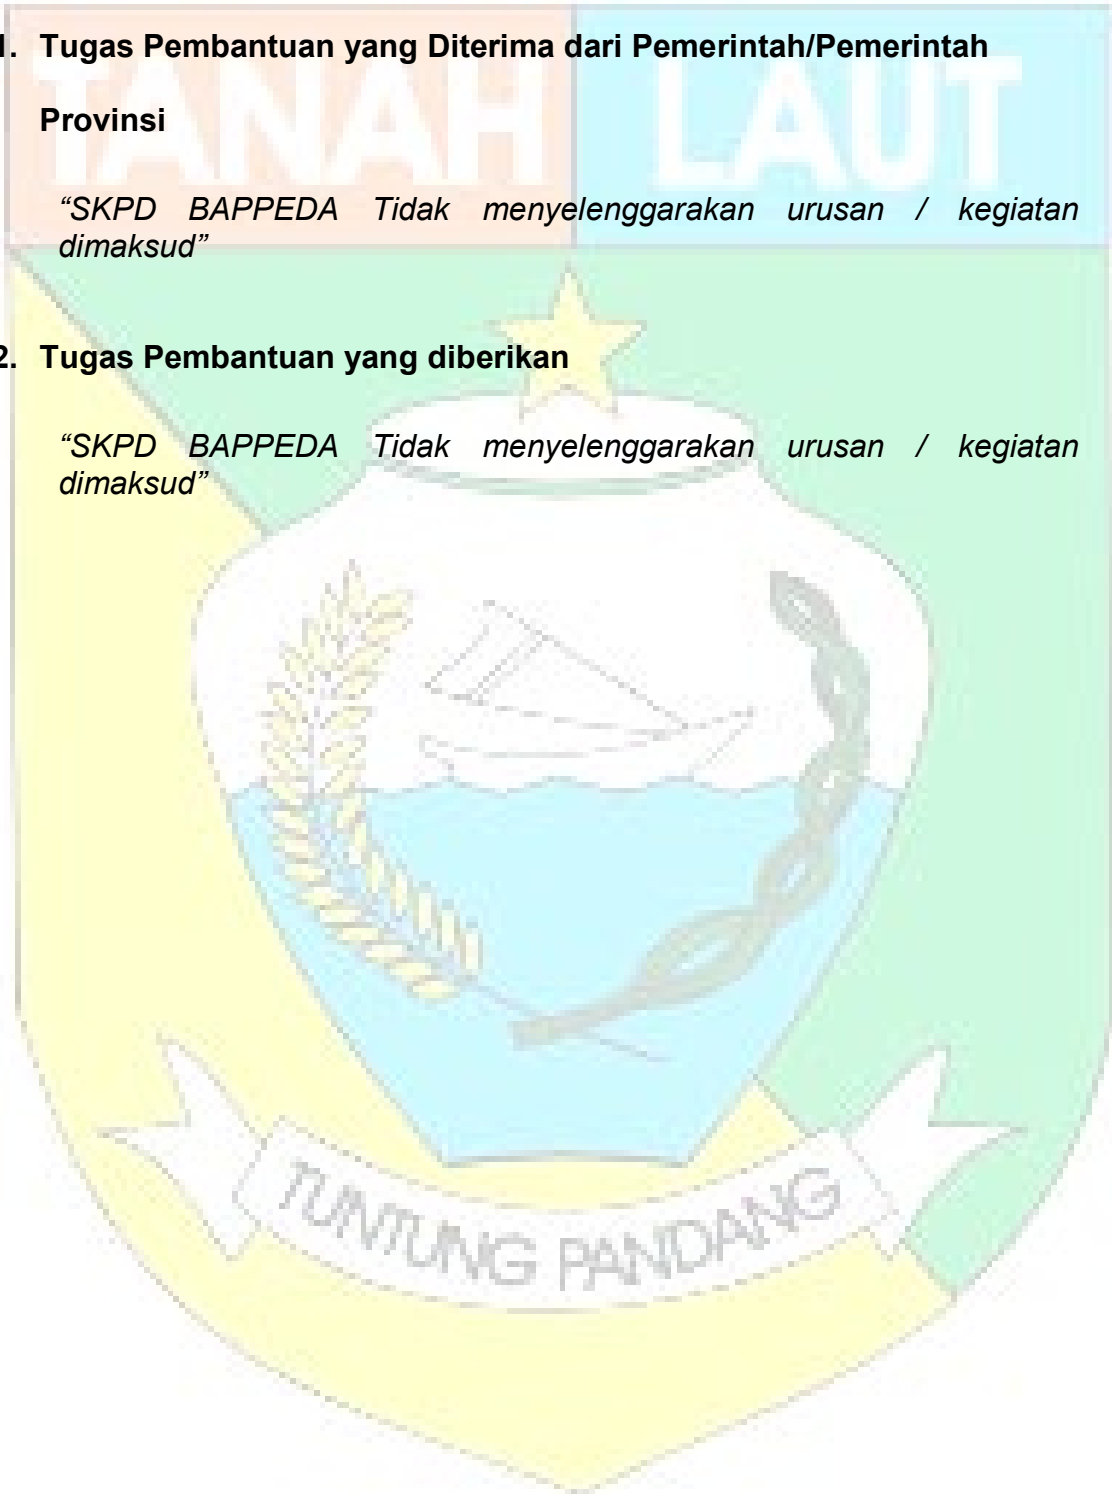 TANAH LAUT
1. Tugas Pembantuan yang Diterima dari Pemerintah/Pemerintah
Provinsi
“SKPD BAPPEDA Tidak menyelenggarakan urusan / kegiatan
dimaksud”
2. Tugas Pembantuan yang diberikan
“SKPD BAPPEDA Tidak menyelenggarakan urusan / kegiatan
dimaksud”
TUNTUNG PANDANG